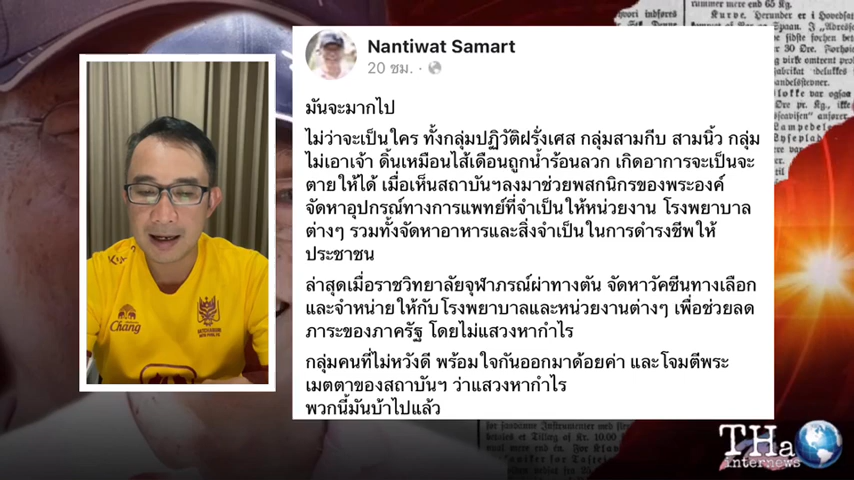 Nantiwat Samart
20 ชม.
มันจะมากไป
ไม่ว่าจะเป็นใคร ทั้งกลุ่มปฏิวัติฝรั่งเศส กลุ่มสามกีบ สามนิ้ว กลุ่ม
ไม่เอาเจ้า ดิ้นเหมือนไส้เดือนถูกน้ำร้อนลวก เกิดอาการจะเป็นจะ
ตายให้ได้ เมื่อเห็นสถาบันฯลงมาช่วยพสกนิกรของพระองค์
จัดหาอุปกรณ์ทางการแพทย์ที่จำเป็นให้หน่วยงาน โรงพยาบาล
ต่างๆ รวมทั้งจัดหาอาหารและสิ่งจำเป็นในการดำรงชีพให้
ประชาชน
ล่าสุดเมื่อราชวิทยาลัยจุฬาภรณ์ผ่าทางตัน จัดหาวัคซีนทางเลือก
และจำหน่ายให้กับโรงพยาบาลและหน่วยงานต่างๆ เพื่อช่วยลด
ภาระของภาครัฐ โดยไม่แสวงหากำไร
กลุ่มคนที่ไม่หวังดี พร้อมใจกันออกมาด้อยค่า และโจมตีพระ
เมตตาของสถาบันฯ ว่าแสวงหากำไร
พวกนี้มันบ้าไปแล้ว
Chang
THa
internews